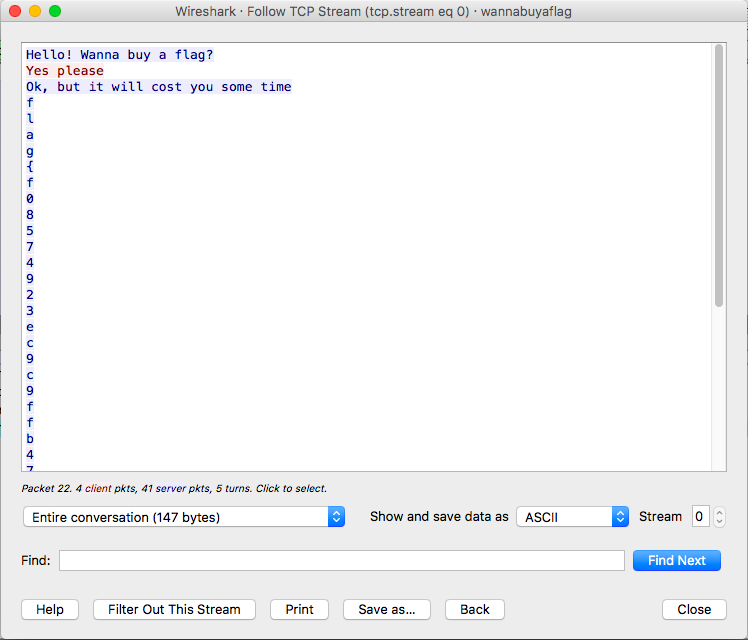 Wireshark · Follow TCP Stream (tcp.stream eq 0) · wannabuyaflag
Hello! Wanna buy a flag?
Yes please
Ok, but it will cost you some time
f
l
a
g
{
f
0
8
5
7
4
9
2
3
e
c
9
c
9
f
f
b
4
7
Packet 22. 4 client pkts, 41 server pkts, 5 turns. Click to select.
Entire conversation (147 bytes) Show and save data as ASCII Stream 0
Find: Find Next
Help Filter Out This Stream Print Save as... Back Close